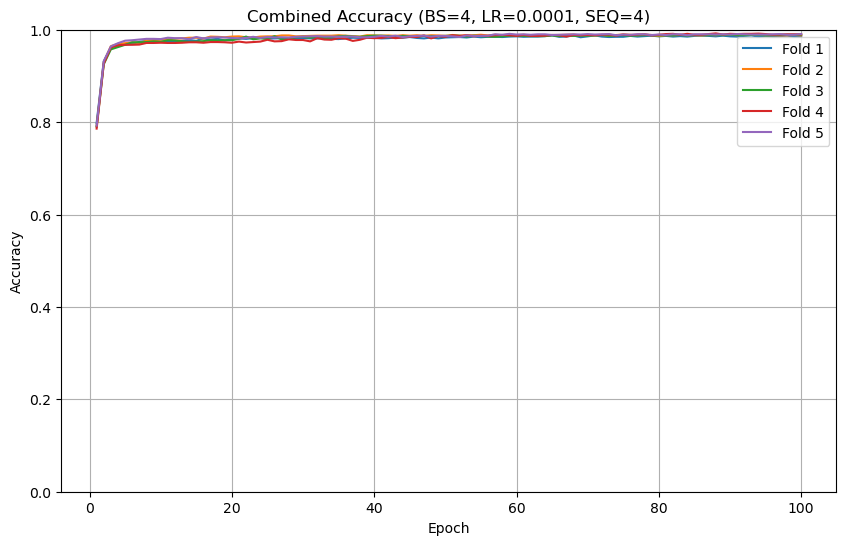 Combined Accuracy (BS=4, LR=0.0001, SEQ=4)
1.0
0.8
0.6
0.4
0.2
0.0
Accuracy
Fold 1
Fold 2
Fold 3
Fold 4
Fold 5
0 20 40 60 80 100
Epoch